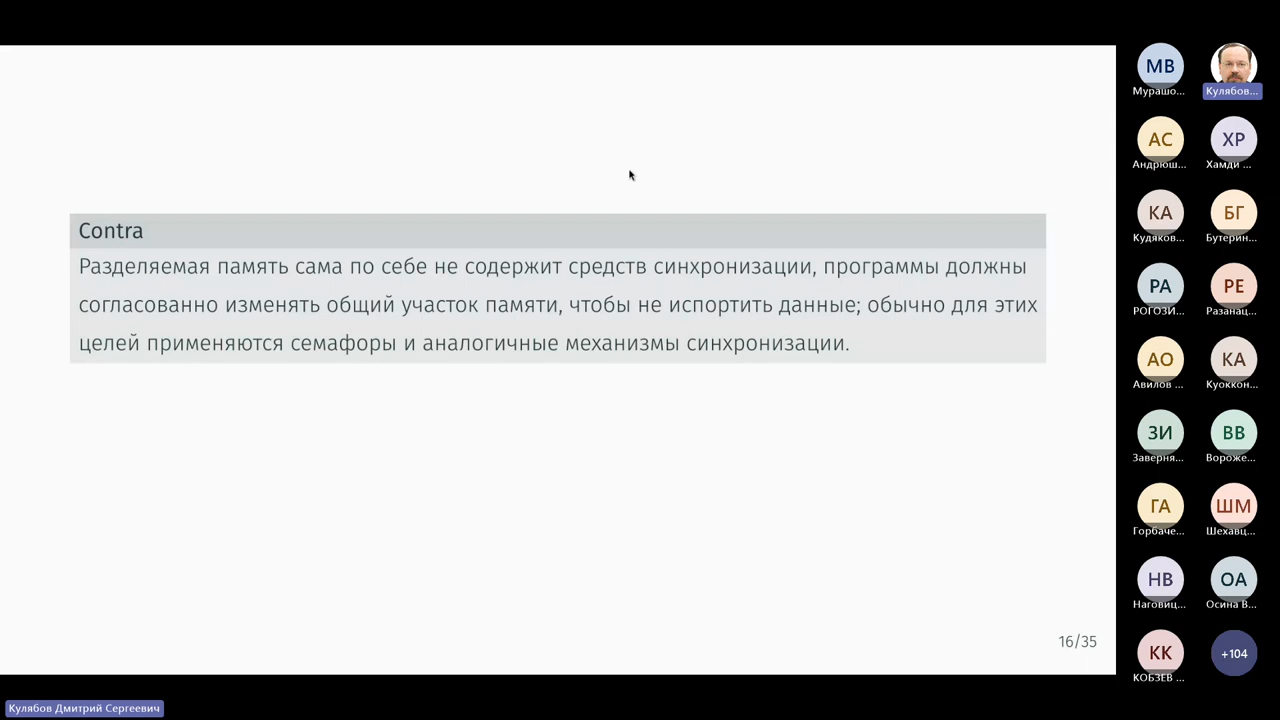 Contra
Разделяемая память сама по себе не содержит средств синхронизации, программы должны
согласованно изменять общий участок памяти, чтобы не испортить данные; обычно для этих
целей применяются семафоры и аналогичные механизмы синхронизации.
16/35
Кулябов Дмитрий Сергеевич
МВ
Мурашо...
Кулябов...
АС
Андрюш...
ХР
Хамди ...
КА
Кудяков...
БГ
Бутерин...
РА
РОГОЗИ...
РЕ
Разанац...
АО
Авилов ...
КА
Куоккон...
ЗИ
Заверня...
ВВ
Вороже...
ГА
Горбаче...
ШМ
Шехавц...
НВ
Наговиц...
ОА
Осина В...
КК
КОБЗЕВ ...
+104